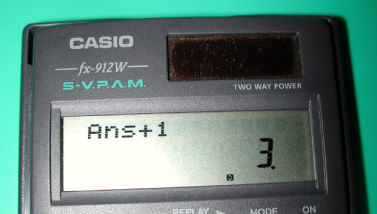 CASIO
fx-912W
S-V.P.A.M.
TWO WAY POWER
Ans+1
3.
D
REPLAY MODE ON